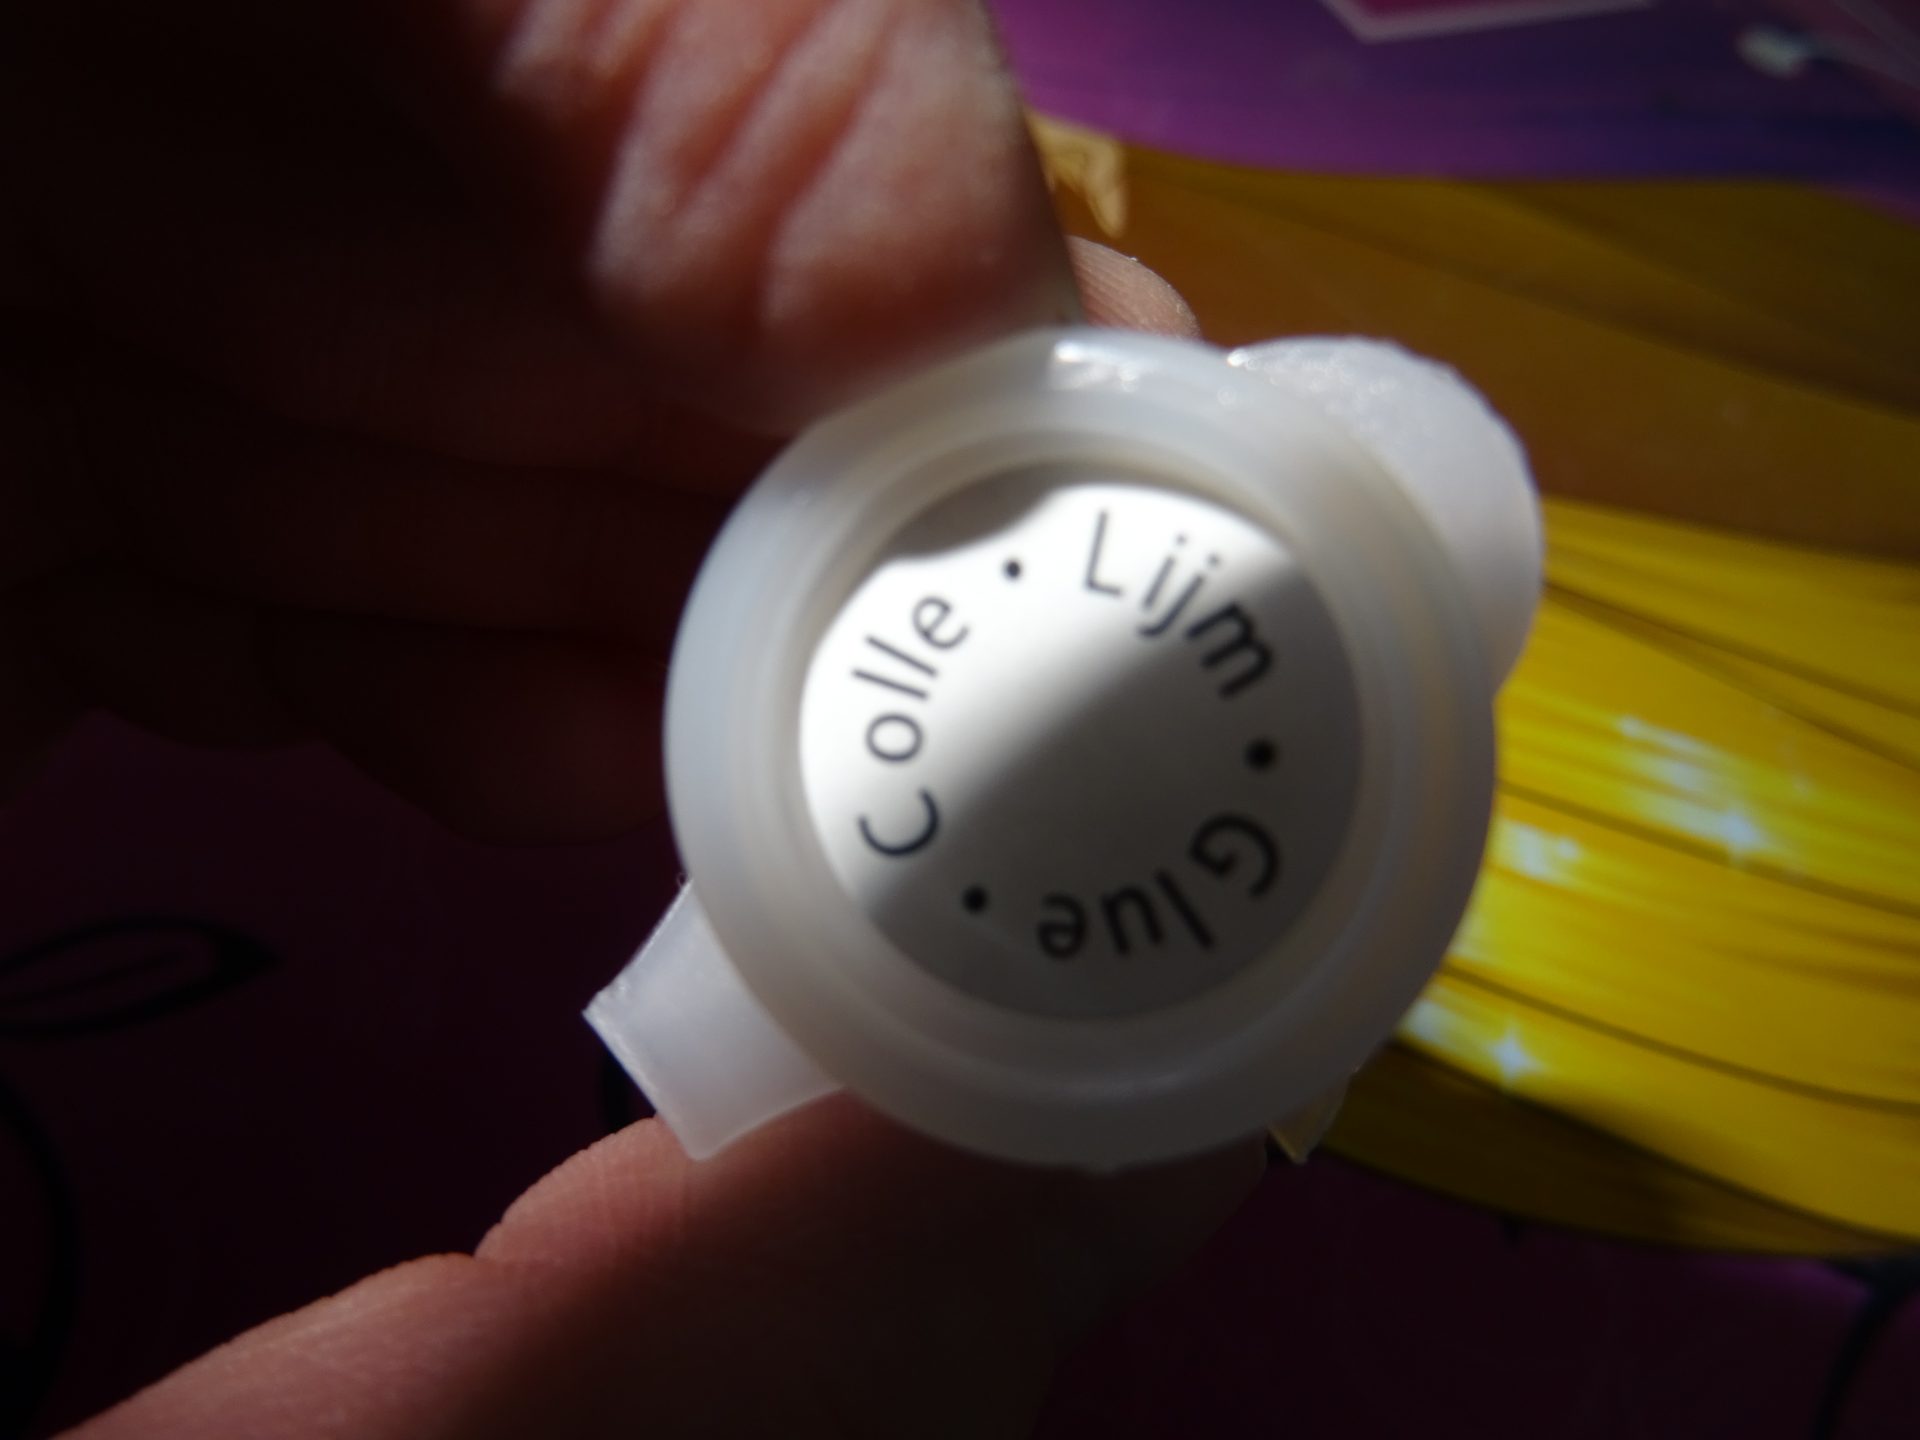 Lijm • Glue • Colle •